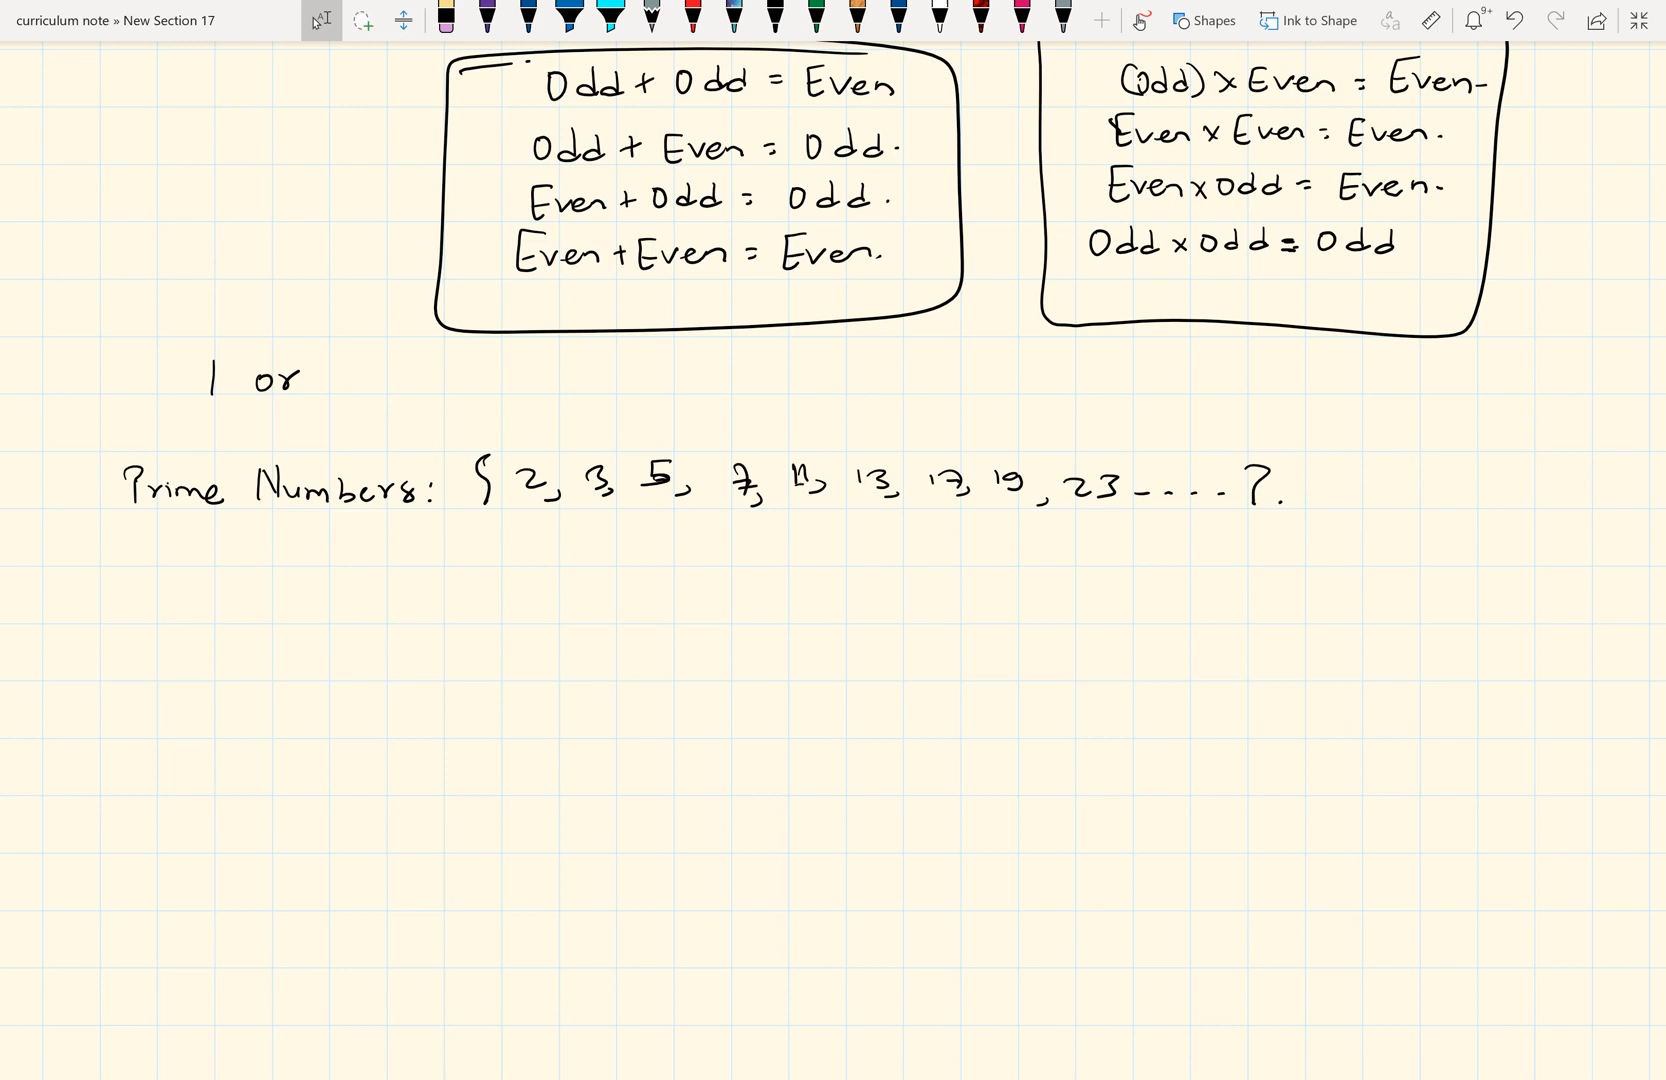 curriculum note » New Section 17
Shapes
Ink to Shape
9+
Odd + Odd = Even
Odd + Even = Odd.
Even + Odd = Odd.
Even + Even = Even.
(Odd) x Even = Even-
Even x Even = Even.
Even x Odd = Even.
Odd x Odd = Odd
1 or
Prime Numbers: { 2, 3, 5, 7, 11, 13, 17, 19, 23 - . . . . }.